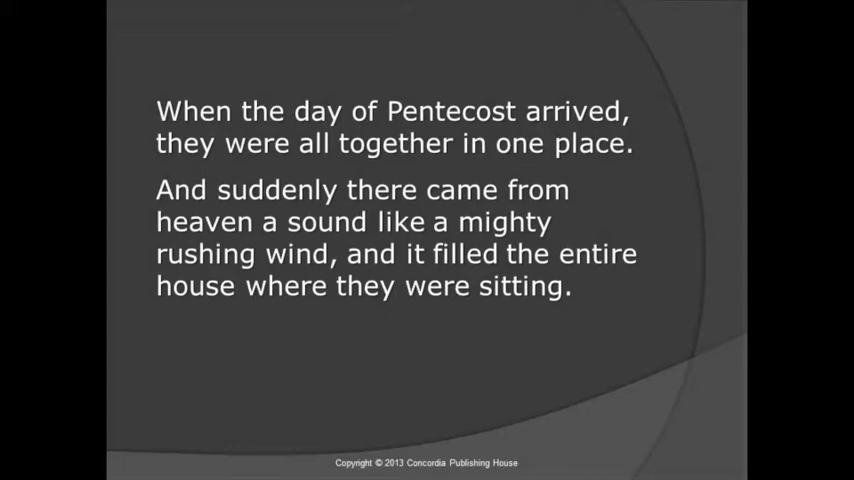 When the day of Pentecost arrived,
they were all together in one place.
And suddenly there came from
heaven a sound like a mighty
rushing wind, and it filled the entire
house where they were sitting.
Copyright © 2013 Concordia Publishing House